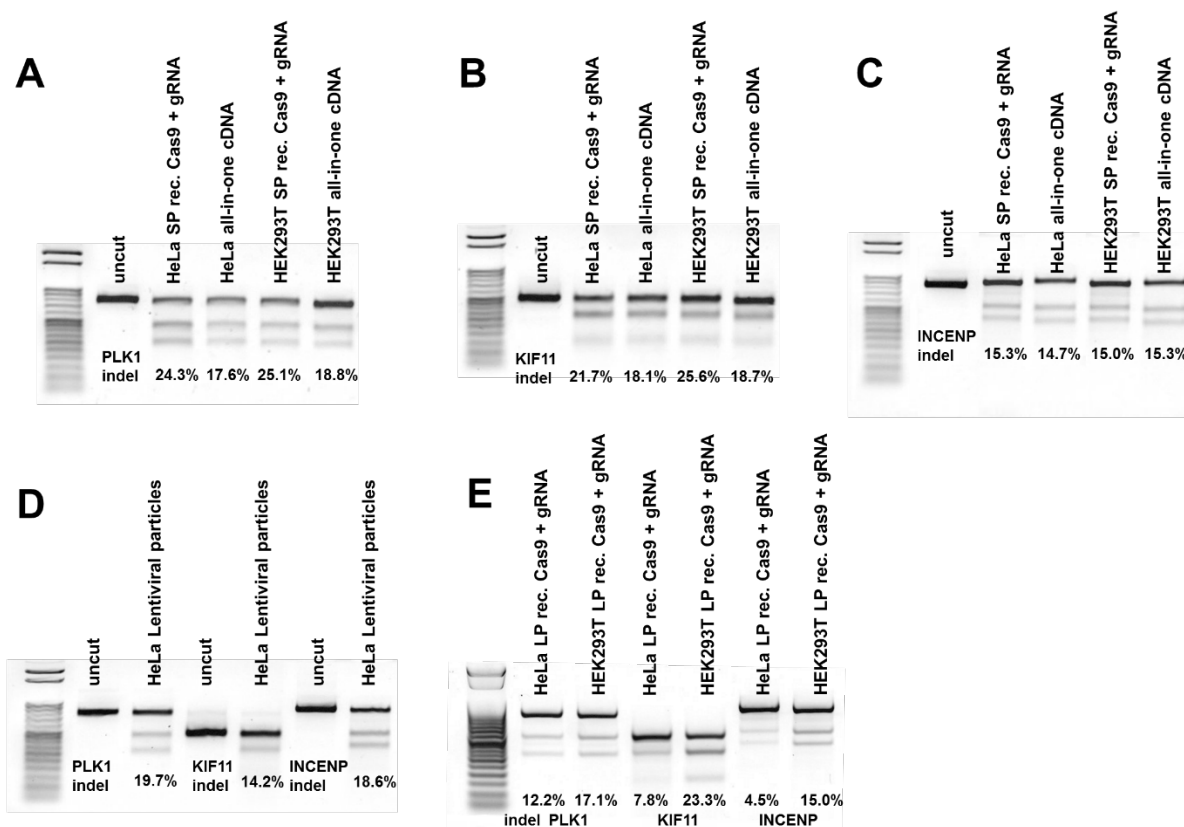 A
uncut
HeLa SP rec. Cas9 + gRNA
HeLa all-in-one cDNA
HEK293T SP rec. Cas9 + gRNA
HEK293T all-in-one cDNA
PLK1
indel
24.3% 17.6% 25.1% 18.8%
B
uncut
HeLa SP rec. Cas9 + gRNA
HeLa all-in-one cDNA
HEK293T SP rec. Cas9 + gRNA
HEK293T all-in-one cDNA
KIF11
indel
21.7% 18.1% 25.6% 18.7%
C
uncut
HeLa SP rec. Cas9 + gRNA
HeLa all-in-one cDNA
HEK293T SP rec. Cas9 + gRNA
HEK293T all-in-one cDNA
INCENP
indel
15.3% 14.7% 15.0% 15.3%
D
uncut
HeLa Lentiviral particles
uncut
HeLa Lentiviral particles
uncut
HeLa Lentiviral particles
PLK1
indel
19.7%
KIF11
indel
14.2%
INCENP
indel
18.6%
E
HeLa LP rec. Cas9 + gRNA
HEK293T LP rec. Cas9 + gRNA
HeLa LP rec. Cas9 + gRNA
HEK293T LP rec. Cas9 + gRNA
HeLa LP rec. Cas9 + gRNA
HEK293T LP rec. Cas9 + gRNA
12.2% 17.1% 7.8% 23.3% 4.5% 15.0%
indel PLK1 KIF11 INCENP